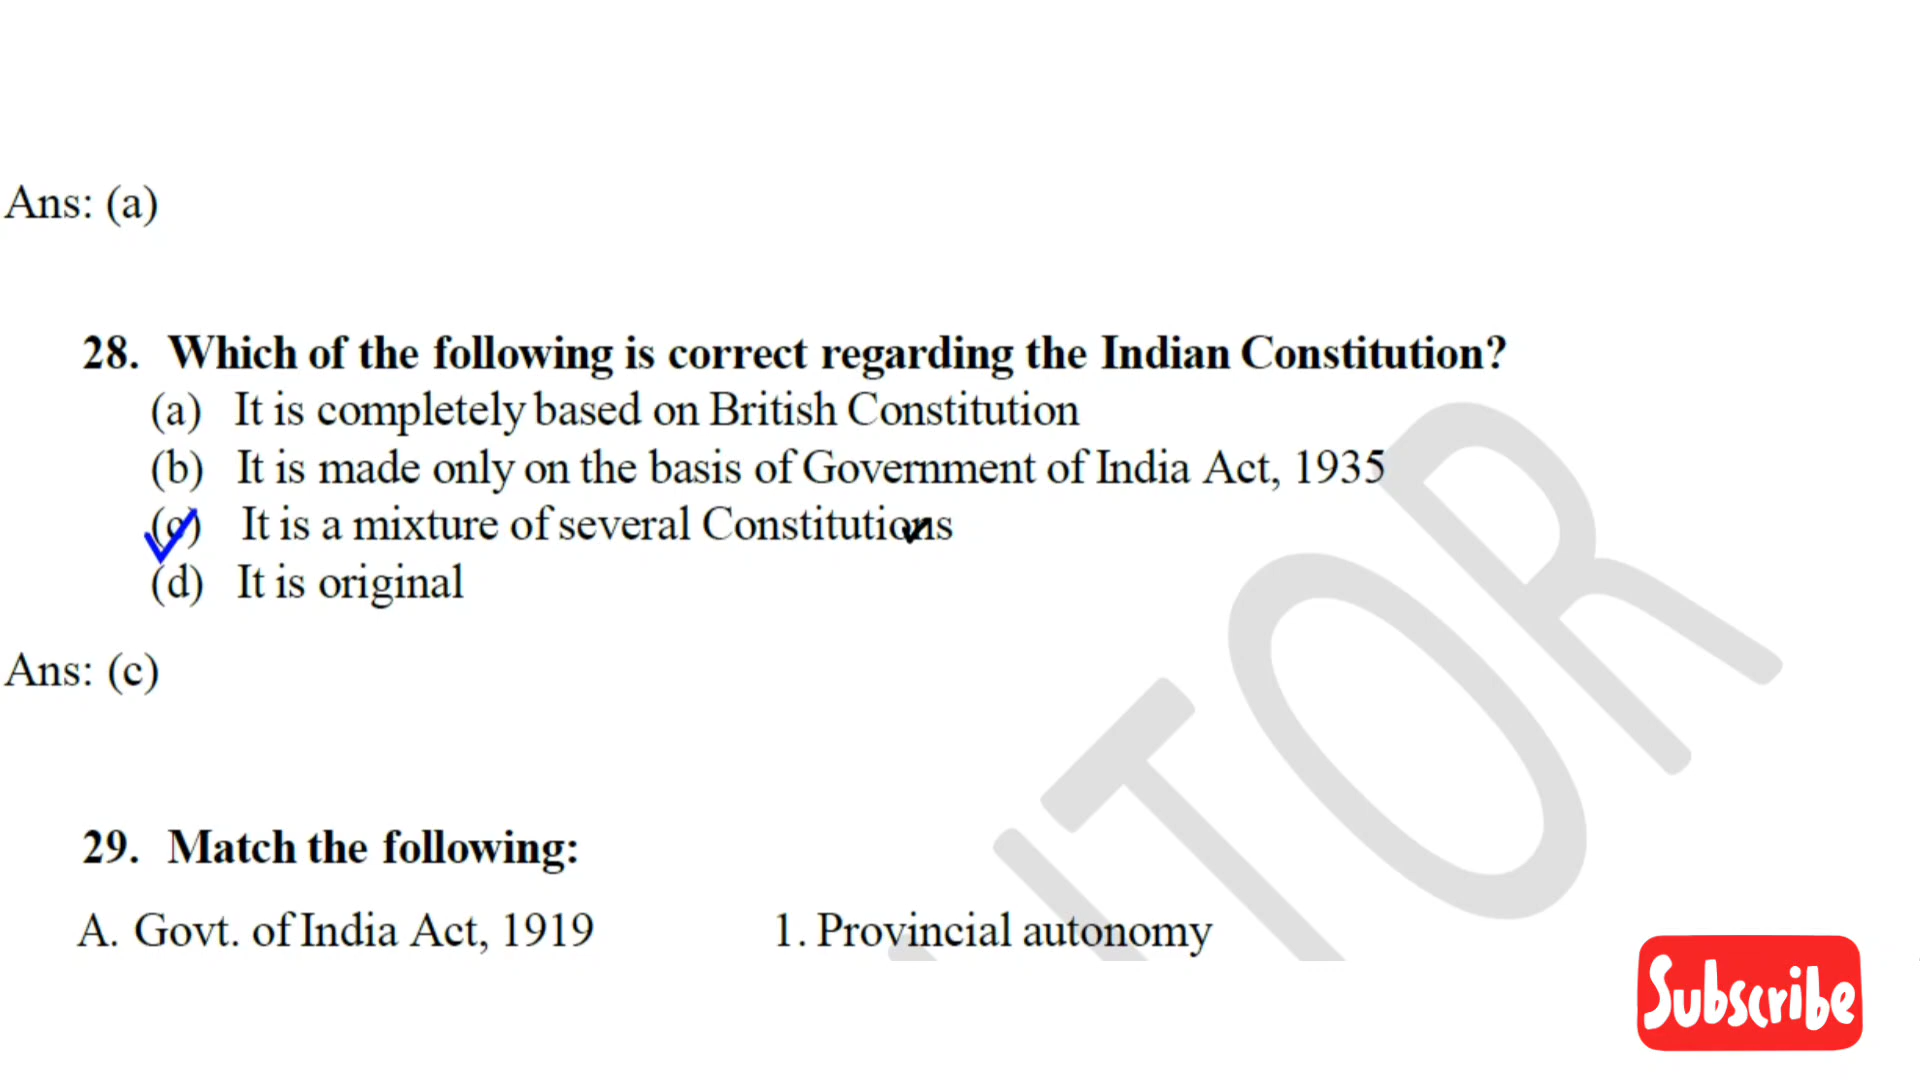 Ans: (a)
28. Which of the following is correct regarding the Indian Constitution?
(a) It is completely based on British Constitution
(b) It is made only on the basis of Government of India Act, 1935
(c) It is a mixture of several Constitutions
(d) It is original
Ans: (c)
29. Match the following:
A. Govt. of India Act, 1919 1. Provincial autonomy
Subscribe